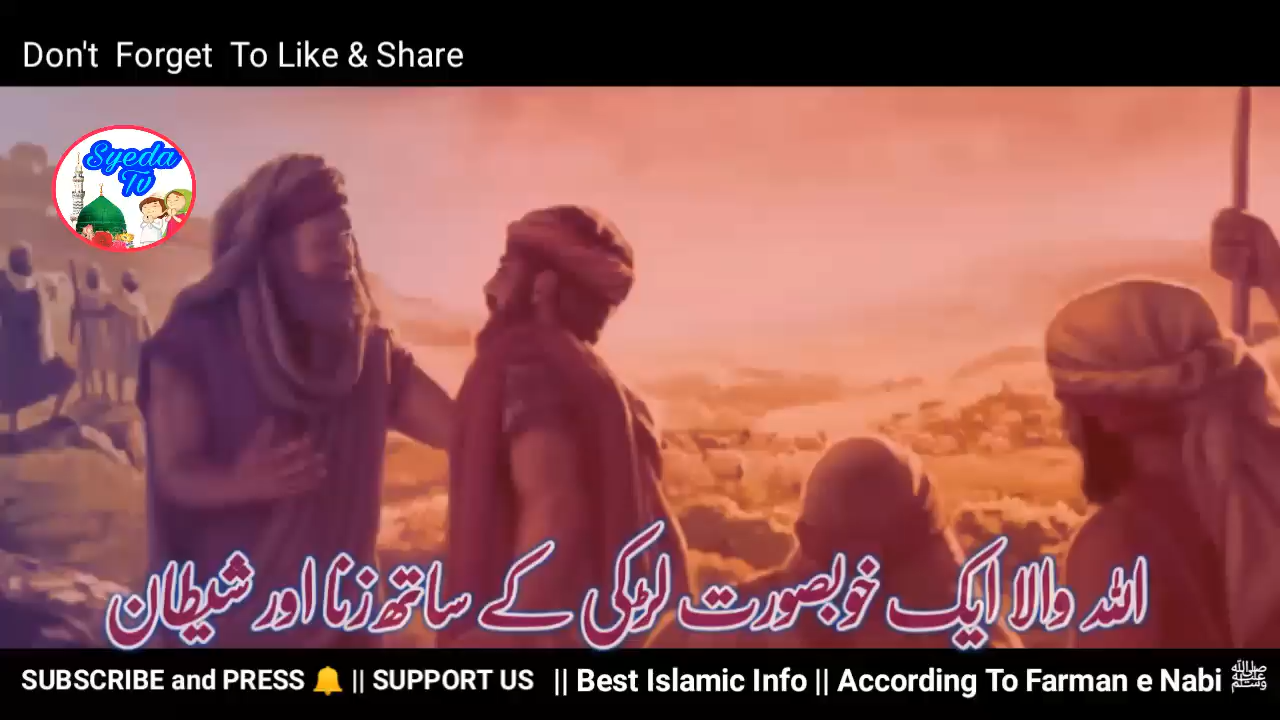 Don't Forget To Like & Share
Syeda
Tv
اللہ والا ایک خوبصورت لڑکی کے ساتھ زنا اور شیطان
SUBSCRIBE and PRESS 🔔 || SUPPORT US || Best Islamic Info || According To Farman e Nabi ﷺ